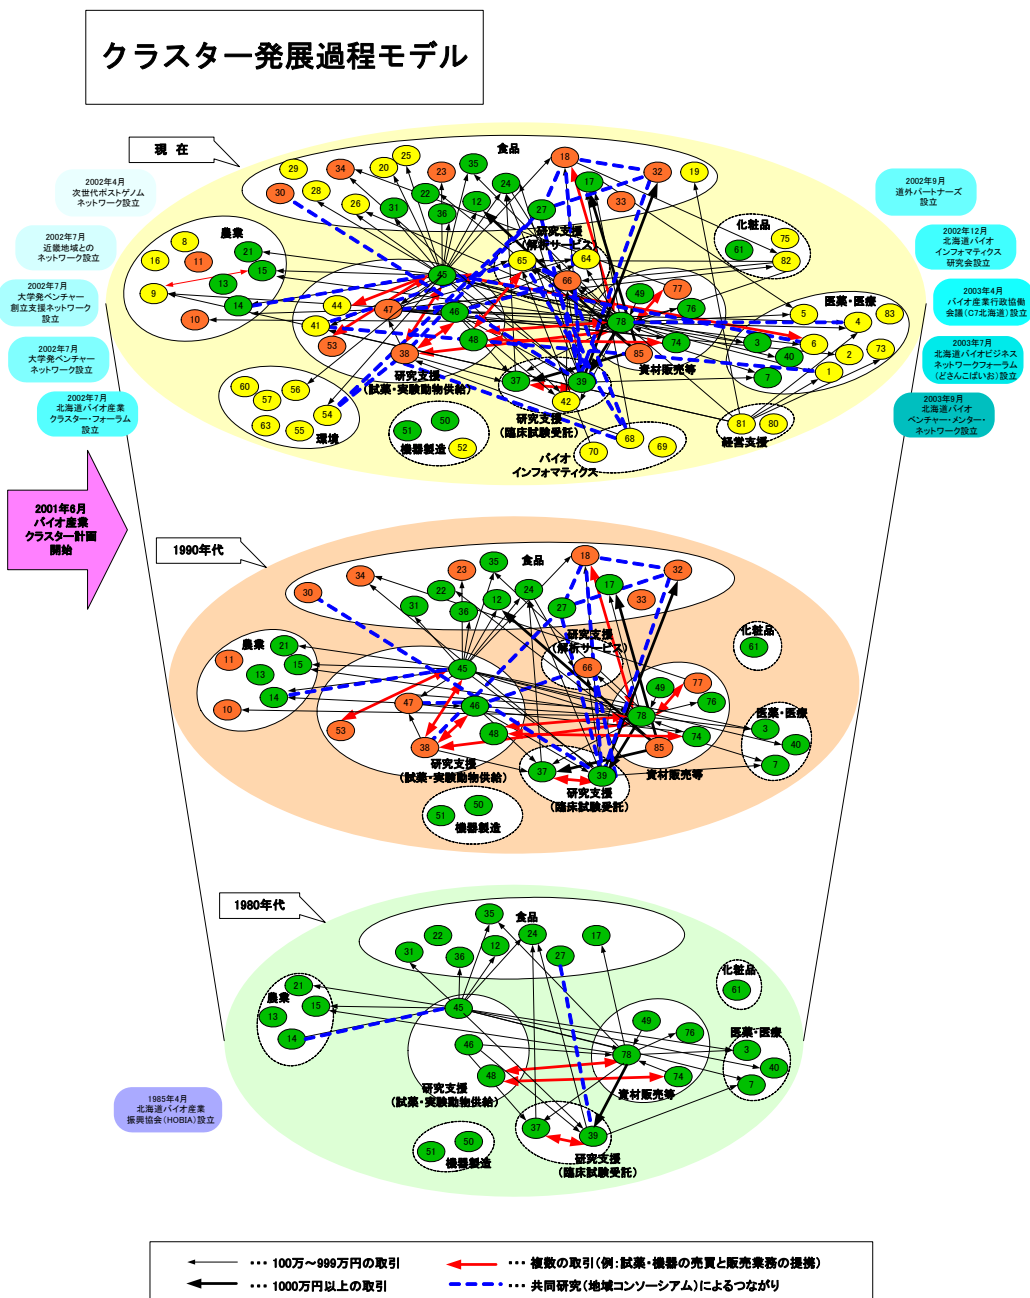 クラスター発展過程モデル
現 在
食品
25
29
34
20
35
23
18
32
19
30
28
22
24
17
26
31
36
12
27
33
2002年4月
次世代ポストゲノム
ネットワーク設立
2002年7月
近畿地域との
ネットワーク設立
2002年7月
大学発ベンチャー
創立支援ネットワーク
設立
2002年7月
大学発ベンチャー
ネットワーク設立
2002年7月
北海道バイオ産業
クラスター・フォーラム
設立
2002年9月
道外パートナーズ
設立
2002年12月
北海道バイオ
インフォマティクス
研究会設立
2003年4月
バイオ産業行政協働
会議(C7北海道)設立
2003年7月
北海道バイオビジネス
ネットワークフォーラム
(どさんこばいお)設立
2003年9月
北海道バイオ
ベンチャー・メンター・
ネットワーク設立
農業
8
16
11
21
15
13
9
14
10
研究支援
(解析サービス)
65
64
66
化粧品
61
75
82
45
44
47
46
41
48
53
38
研究支援
(試薬・実験動物供給)
49
77
76
78
74
85
資材販売等
医薬・医療
5
4
83
3
6
40
2
73
7
1
37
39
42
研究支援
(臨床試験受託)
60
56
57
54
63
55
環境
51
50
52
機器製造
68
70
69
バイオ
インフォマティクス
81
80
経営支援
2001年6月
バイオ産業
クラスター計画
開始
1990年代
食品
18
35
34
23
32
30
22
24
17
31
36
12
27
33
農業
21
11
15
13
14
10
研究支援
(解析サービス)
66
化粧品
61
45
47
46
48
53
38
研究支援
(試薬・実験動物供給)
49
77
76
78
74
85
資材販売等
医薬・医療
3
40
7
37
39
研究支援
(臨床試験受託)
51
50
機器製造
1980年代
食品
35
22
24
17
31
36
12
27
農業
21
15
13
14
化粧品
61
45
46
48
研究支援
(試薬・実験動物供給)
49
76
78
74
資材販売等
医薬・医療
3
40
7
37
39
研究支援
(臨床試験受託)
51
50
機器製造
1985年4月
北海道バイオ産業
振興協会(HOBIA)設立
… 100万～999万円の取引
… 複数の取引(例:試薬・機器の売買と販売業務の提携)
… 1000万円以上の取引
… 共同研究(地域コンソーシアム)によるつながり